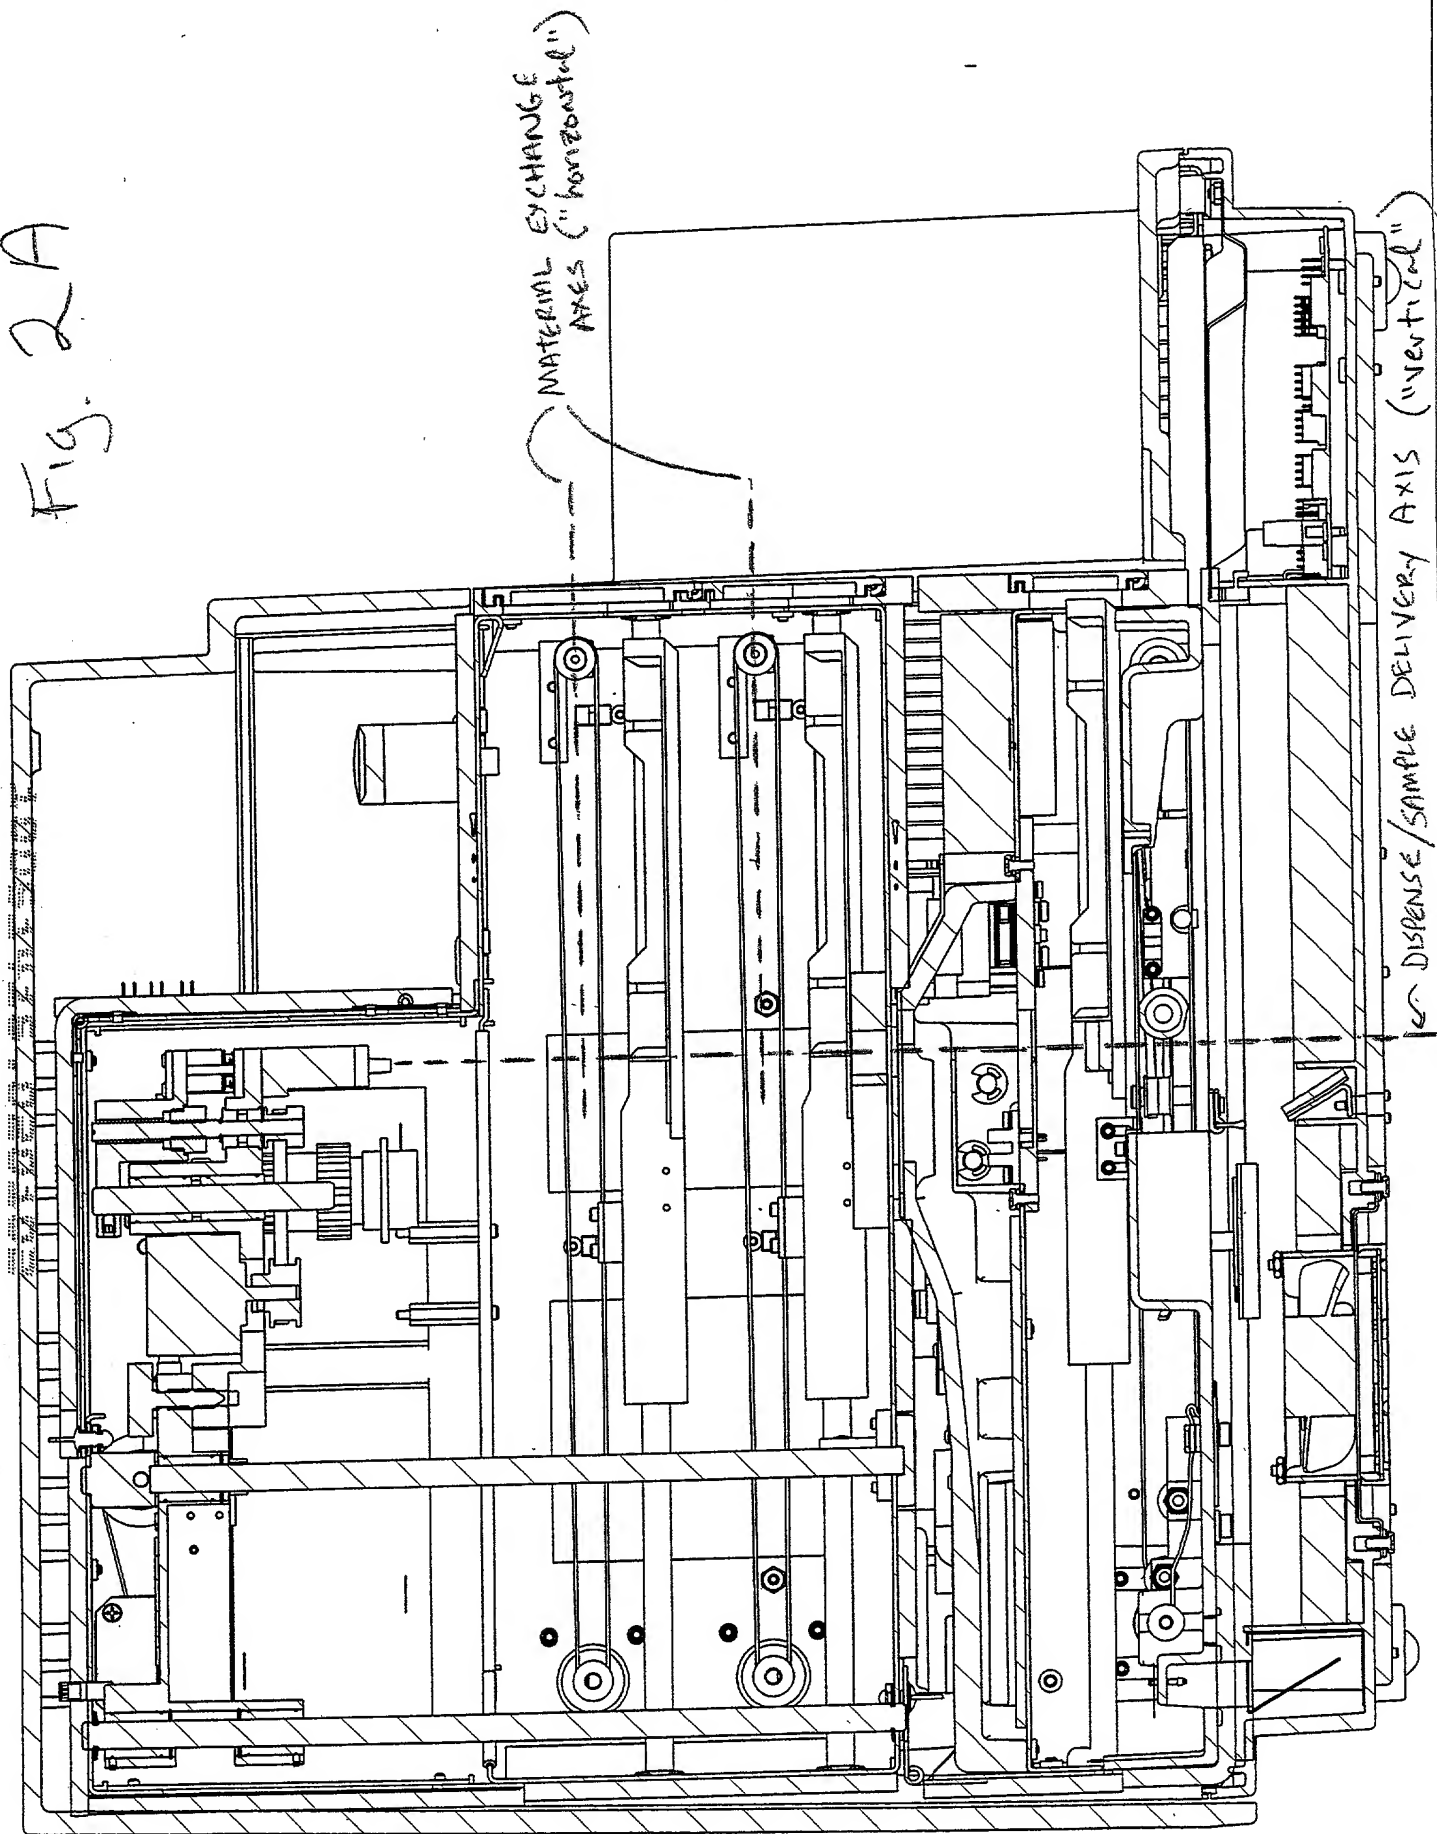 Fig. 2A
MATERIAL EXCHANGE
AXES ("horizontal")
DISPENSE/SAMPLE DELIVERY AXIS ("vertical")